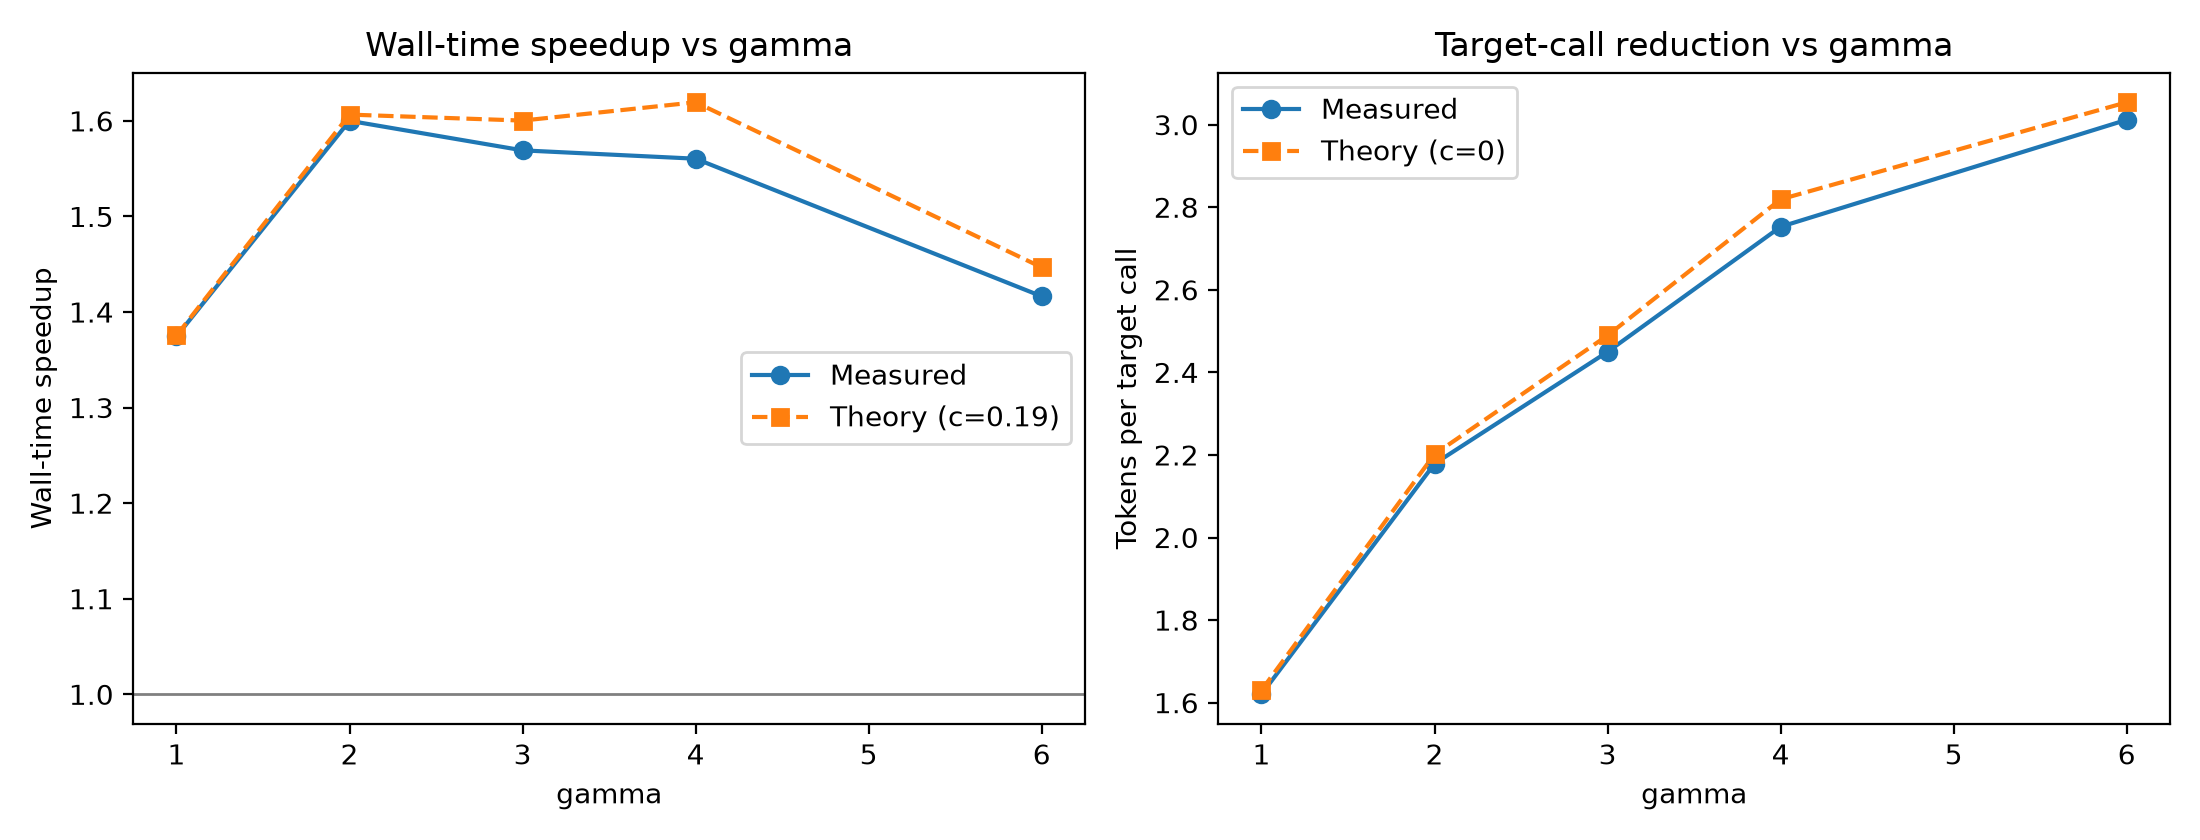 Wall-time speedup vs gamma
Wall-time speedup
1.6
1.5
1.4
1.3
1.2
1.1
1.0
Measured
Theory (c=0.19)
1 2 3 4 5 6
gamma
Target-call reduction vs gamma
Tokens per target call
3.0
2.8
2.6
2.4
2.2
2.0
1.8
1.6
Measured
Theory (c=0)
1 2 3 4 5 6
gamma